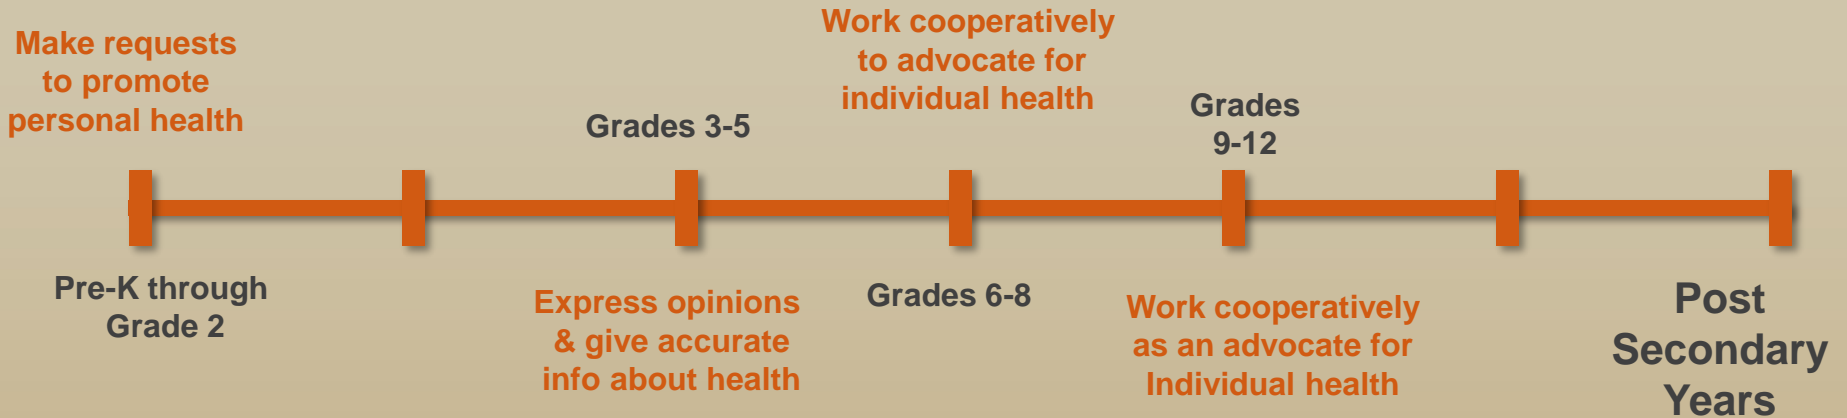 Make requests
to promote
personal health
Pre-K through
Grade 2
Grades 3-5
Express opinions
& give accurate
info about health
Work cooperatively
to advocate for
individual health
Grades 6-8
Grades
9-12
Work cooperatively
as an advocate for
Individual health
Post
Secondary
Years